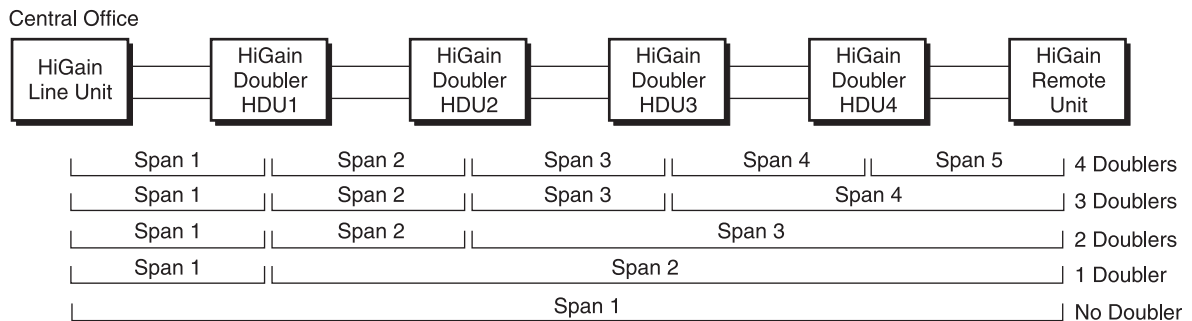 Central Office
HiGain
Line Unit
HiGain
Doubler
HDU1
HiGain
Doubler
HDU2
HiGain
Doubler
HDU3
HiGain
Doubler
HDU4
HiGain
Remote
Unit
Span 1 Span 2 Span 3 Span 4 Span 5 4 Doublers
Span 1 Span 2 Span 3 Span 4 3 Doublers
Span 1 Span 2 Span 3 2 Doublers
Span 1 Span 2 1 Doubler
Span 1 No Doubler